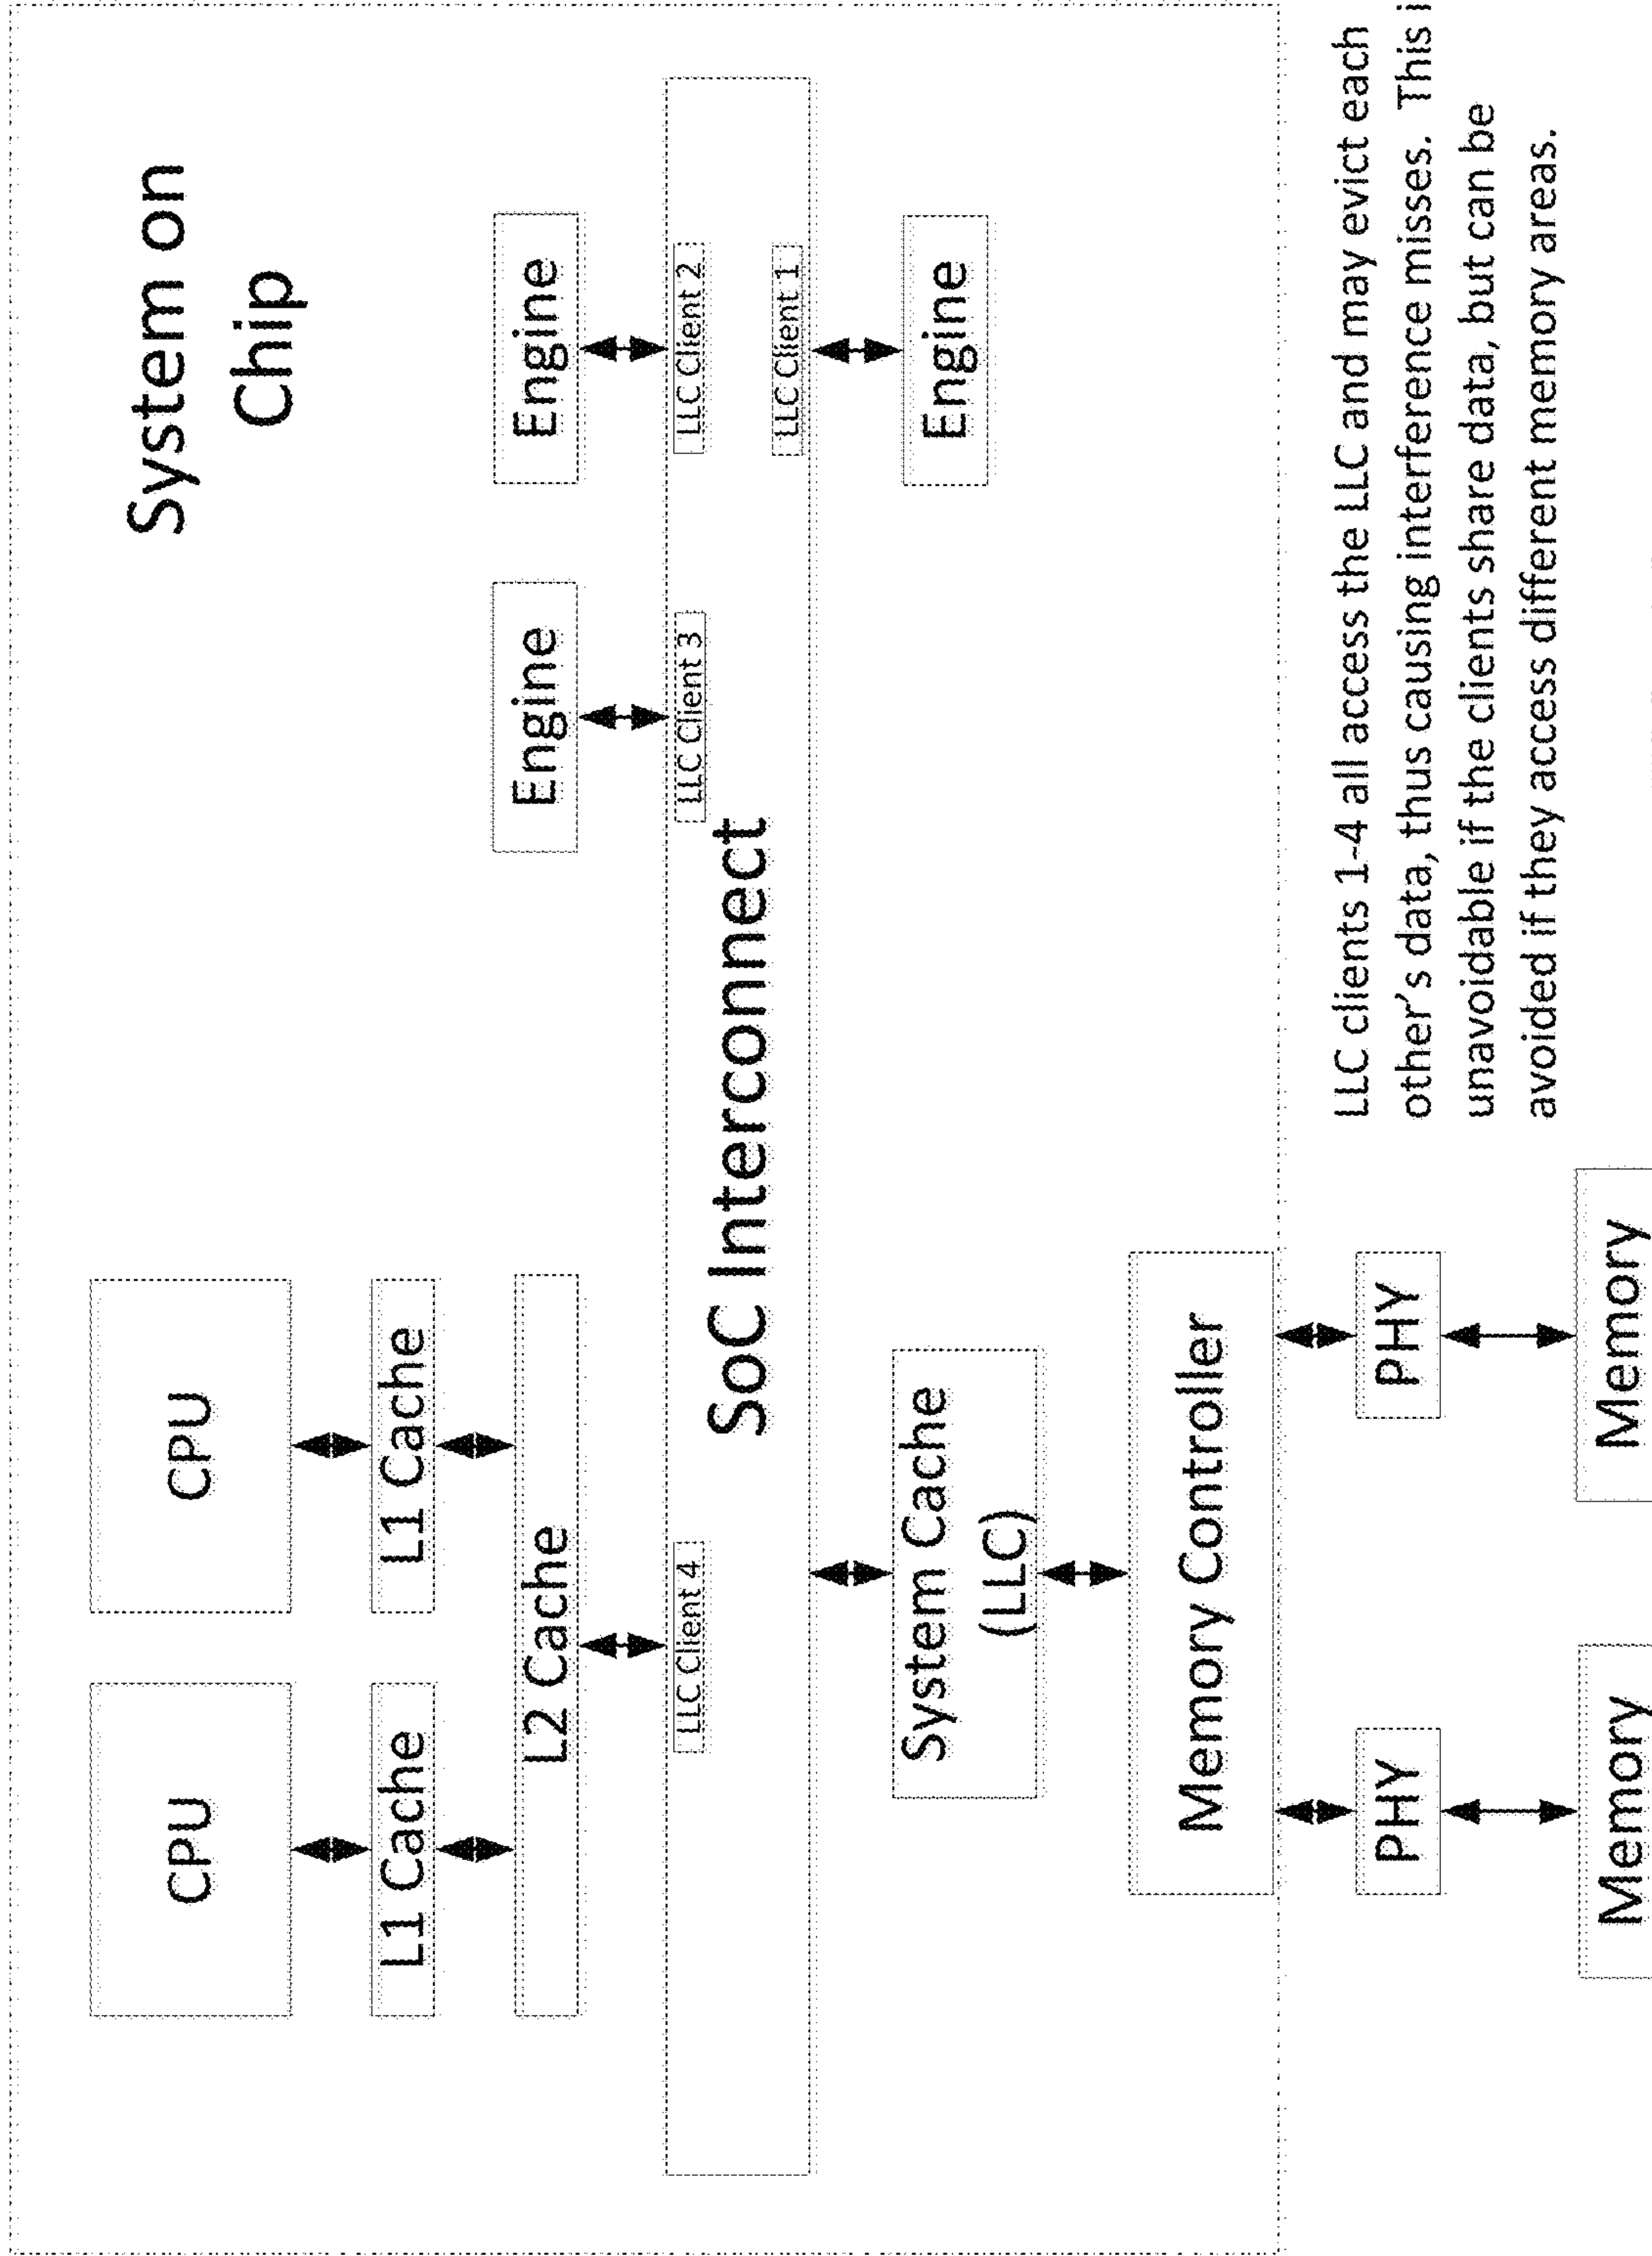 System on
Chip
CPU
CPU
L1 Cache
L1 Cache
L2 Cache
Engine
Engine
LLC Client 4
LLC Client 3
LLC Client 2
SoC Interconnect
LLC Client 1
System Cache
(LLC)
Engine
Memory Controller
PHY
PHY
Memory
Memory
LLC clients 1-4 all access the LLC and may evict each
other's data, thus causing interference misses. This
unavoidable if the clients share data, but can be
avoided if they access different memory areas.